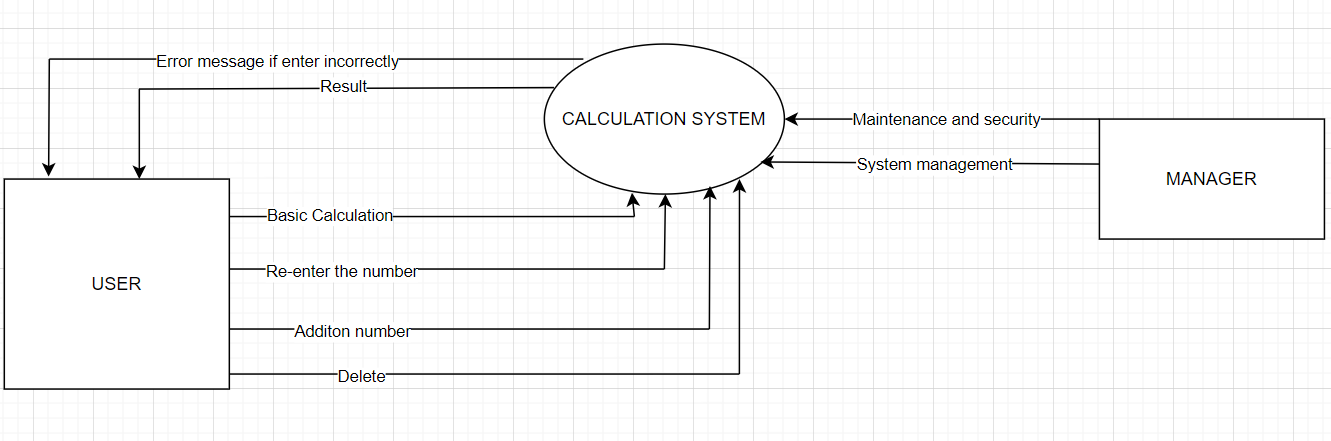 Error message if enter incorrectly
Result
CALCULATION SYSTEM
Maintenance and security
System management
MANAGER
Basic Calculation
Re-enter the number
USER
Additon number
Delete